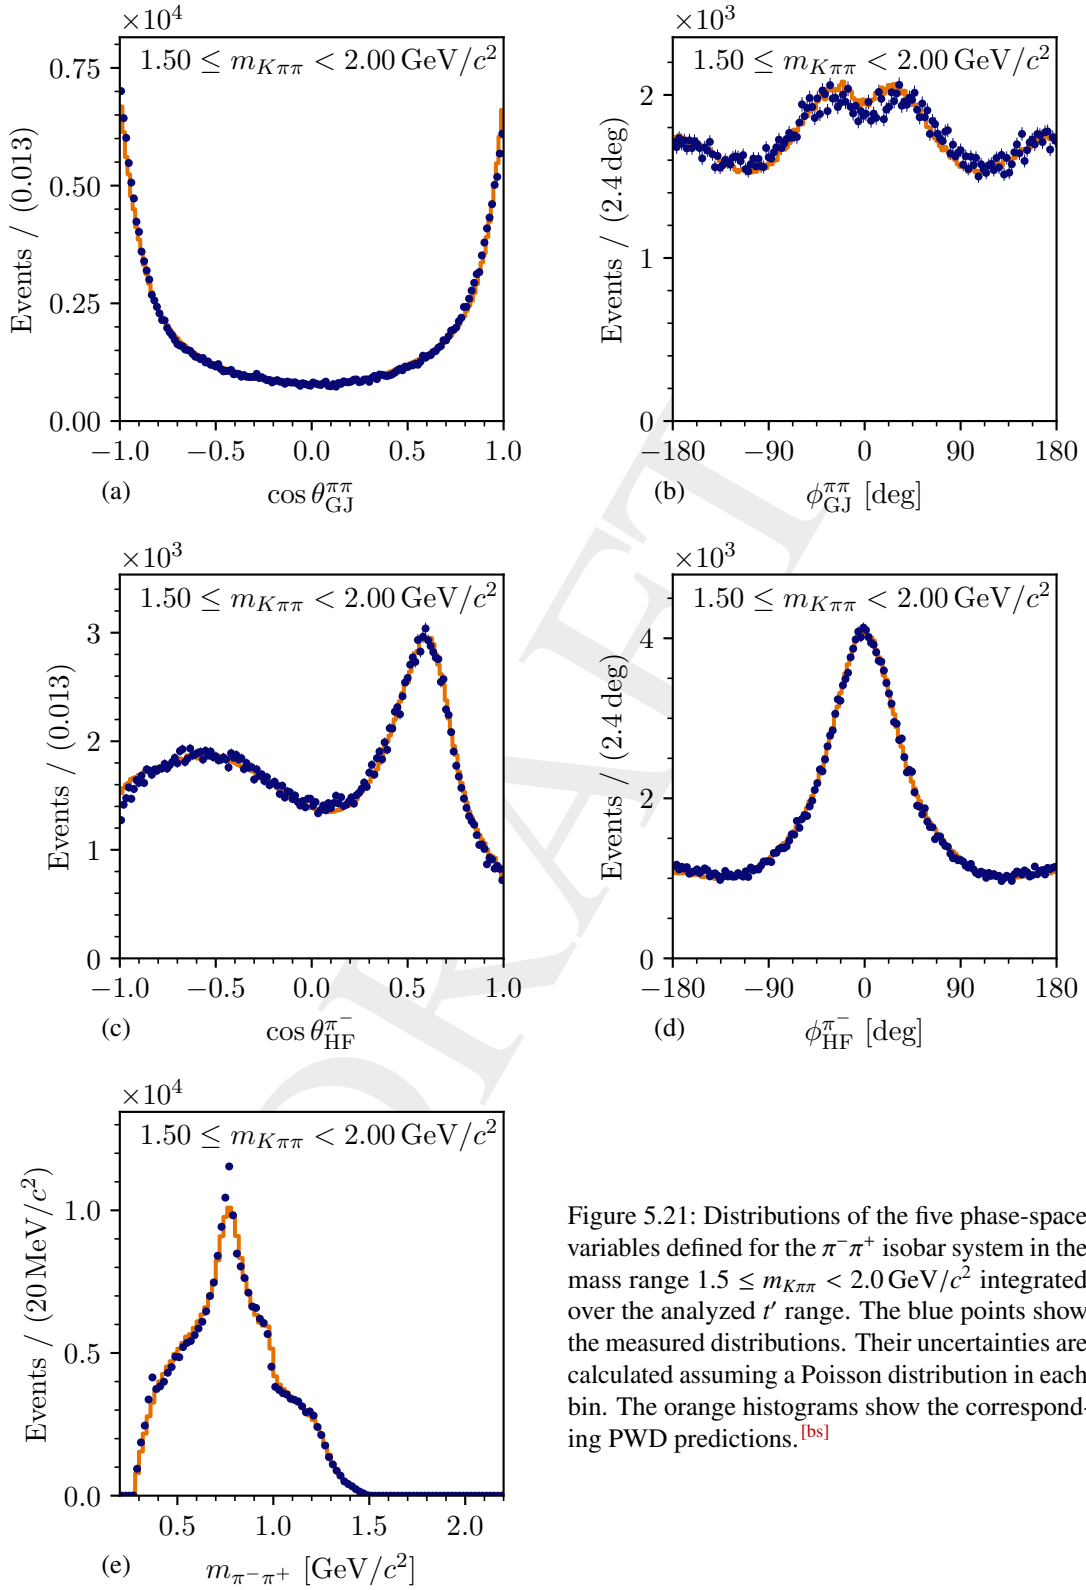 ×10⁴
1.50 ≤ m_{Kππ} < 2.00 GeV/c²
0.75
0.50
0.25
0.00
Events / (0.013)
−1.0 −0.5 0.0 0.5 1.0
(a) cos θ_{GJ}^{ππ}
×10³
1.50 ≤ m_{Kππ} < 2.00 GeV/c²
2
1
0
Events / (2.4 deg)
−180 −90 0 90 180
(b) ϕ_{GJ}^{ππ} [deg]
×10³
1.50 ≤ m_{Kππ} < 2.00 GeV/c²
3
2
1
0
Events / (0.013)
−1.0 −0.5 0.0 0.5 1.0
(c) cos θ_{HF}^{π⁻}
×10³
1.50 ≤ m_{Kππ} < 2.00 GeV/c²
4
2
0
Events / (2.4 deg)
−180 −90 0 90 180
(d) ϕ_{HF}^{π⁻} [deg]
×10⁴
1.50 ≤ m_{Kππ} < 2.00 GeV/c²
1.0
0.5
0.0
Events / (20 MeV/c²)
0.5 1.0 1.5 2.0
(e) m_{π⁻π⁺} [GeV/c²]
Figure 5.21: Distributions of the five phase-space
variables defined for the π⁻π⁺ isobar system in the
mass range 1.5 ≤ m_{Kππ} < 2.0 GeV/c² integrated
over the analyzed t′ range. The blue points show
the measured distributions. Their uncertainties are
calculated assuming a Poisson distribution in each
bin. The orange histograms show the correspond-
ing PWD predictions.[bs]
DRAFT